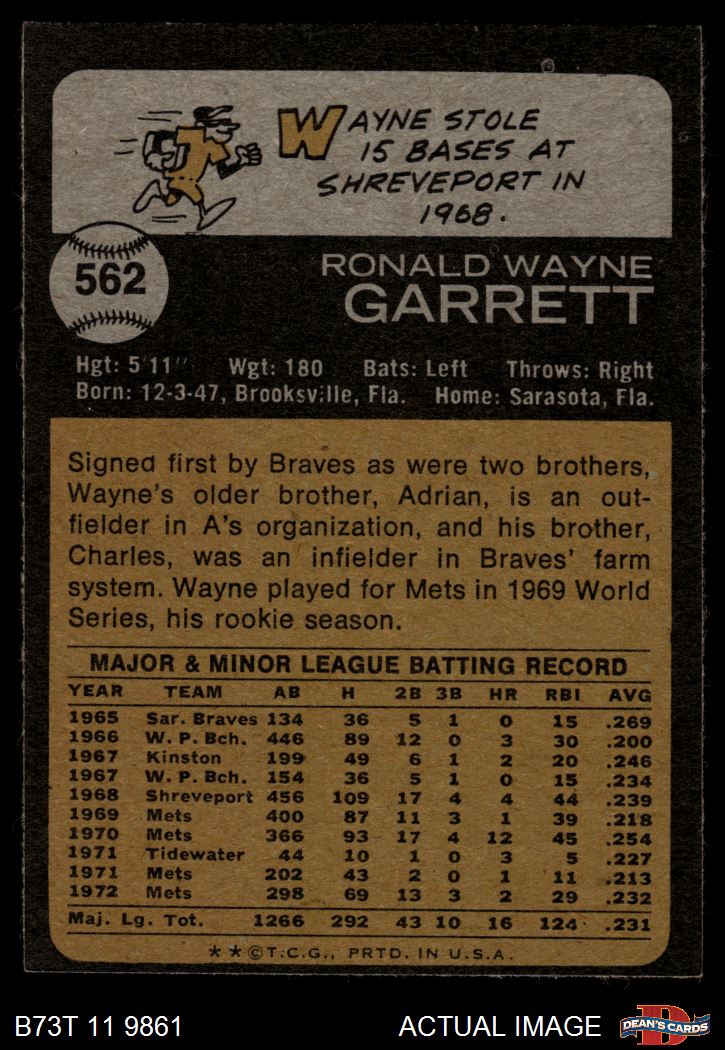 WAYNE STOLE
15 BASES AT
SHREVEPORT IN
1968.
562
RONALD WAYNE
GARRETT
Hgt: 5'11" Wgt: 180 Bats: Left Throws: Right
Born: 12-3-47, Brooksville, Fla. Home: Sarasota, Fla.
Signed first by Braves as were two brothers,
Wayne's older brother, Adrian, is an out-
fielder in A's organization, and his brother,
Charles, was an infielder in Braves' farm
system. Wayne played for Mets in 1969 World
Series, his rookie season.
MAJOR & MINOR LEAGUE BATTING RECORD
YEAR TEAM AB H 2B 3B HR RBI AVG
1965 Sar. Braves 134 36 5 1 0 15 .269
1966 W. P. Bch. 446 89 12 0 3 30 .200
1967 Kinston 199 49 6 1 2 20 .246
1967 W. P. Bch. 154 36 5 1 0 15 .234
1968 Shreveport 456 109 17 4 4 44 .239
1969 Mets 400 87 11 3 1 39 .218
1970 Mets 366 93 17 4 12 45 .254
1971 Tidewater 44 10 1 0 3 5 .227
1971 Mets 202 43 2 0 1 11 .213
1972 Mets 298 69 13 3 2 29 .232
Maj. Lg. Tot. 1266 292 43 10 16 124 .231
**©T.C.G., PRTD. IN U.S.A.
B73T 11 9861 ACTUAL IMAGE D DEAN'S CARDS